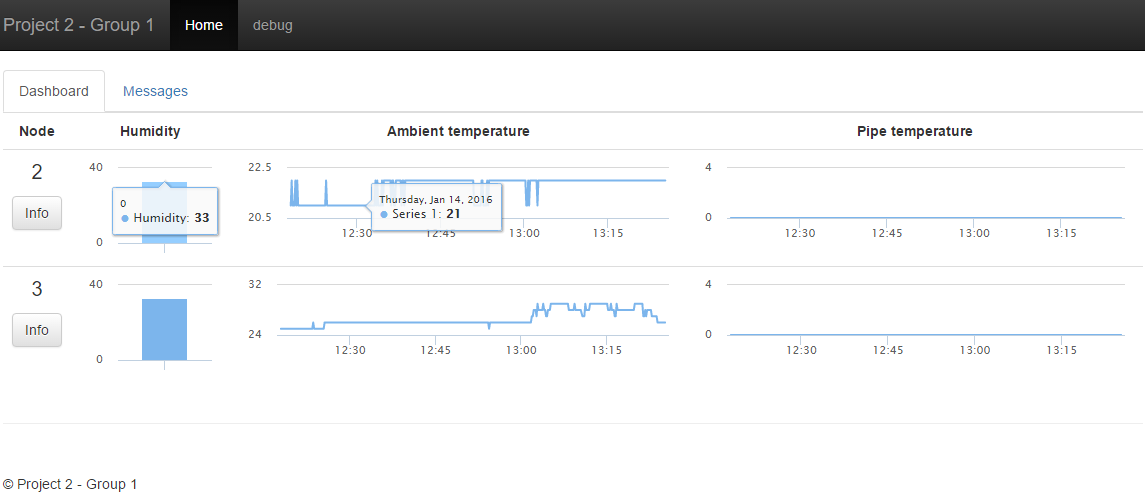 Project 2 - Group 1 Home debug
Dashboard Messages
Node Humidity Ambient temperature Pipe temperature
2
Info
40
0
0
Humidity: 33
22.5
20.5
12:30 12:45 13:00 13:15
Thursday, Jan 14, 2016
Series 1: 21
4
0
12:30 12:45 13:00 13:15
3
Info
40
0
32
24
12:30 12:45 13:00 13:15
4
0
12:30 12:45 13:00 13:15
© Project 2 - Group 1